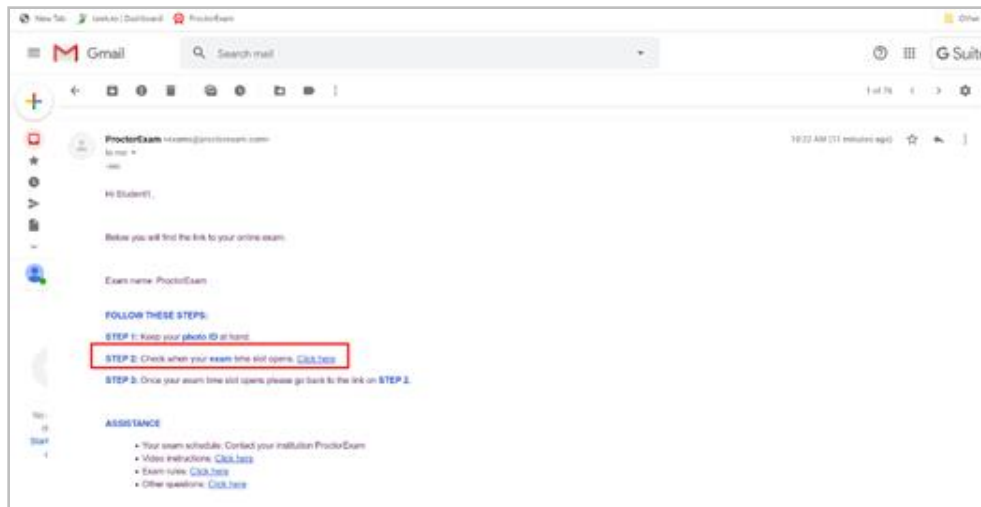 New Tab
Dashboard
ProctorExam
Other
Gmail
Search mail
G Suite
1 of 76
ProctorExam
to me
10:22 AM (11 minutes ago)
Hi Student1,
Below you will find the link to your online exam.
Exam name: ProctorExam
FOLLOW THESE STEPS:
STEP 1: Keep your photo ID at hand
STEP 2: Check when your exam time slot opens. Click here
STEP 3: Once your exam time slot opens please go back to the link on STEP 2.
ASSISTANCE
• Your exam schedule: Contact your institution ProctorExam
• Video instructions: Click here
• Exam rules: Click here
• Other questions: Click here
Start